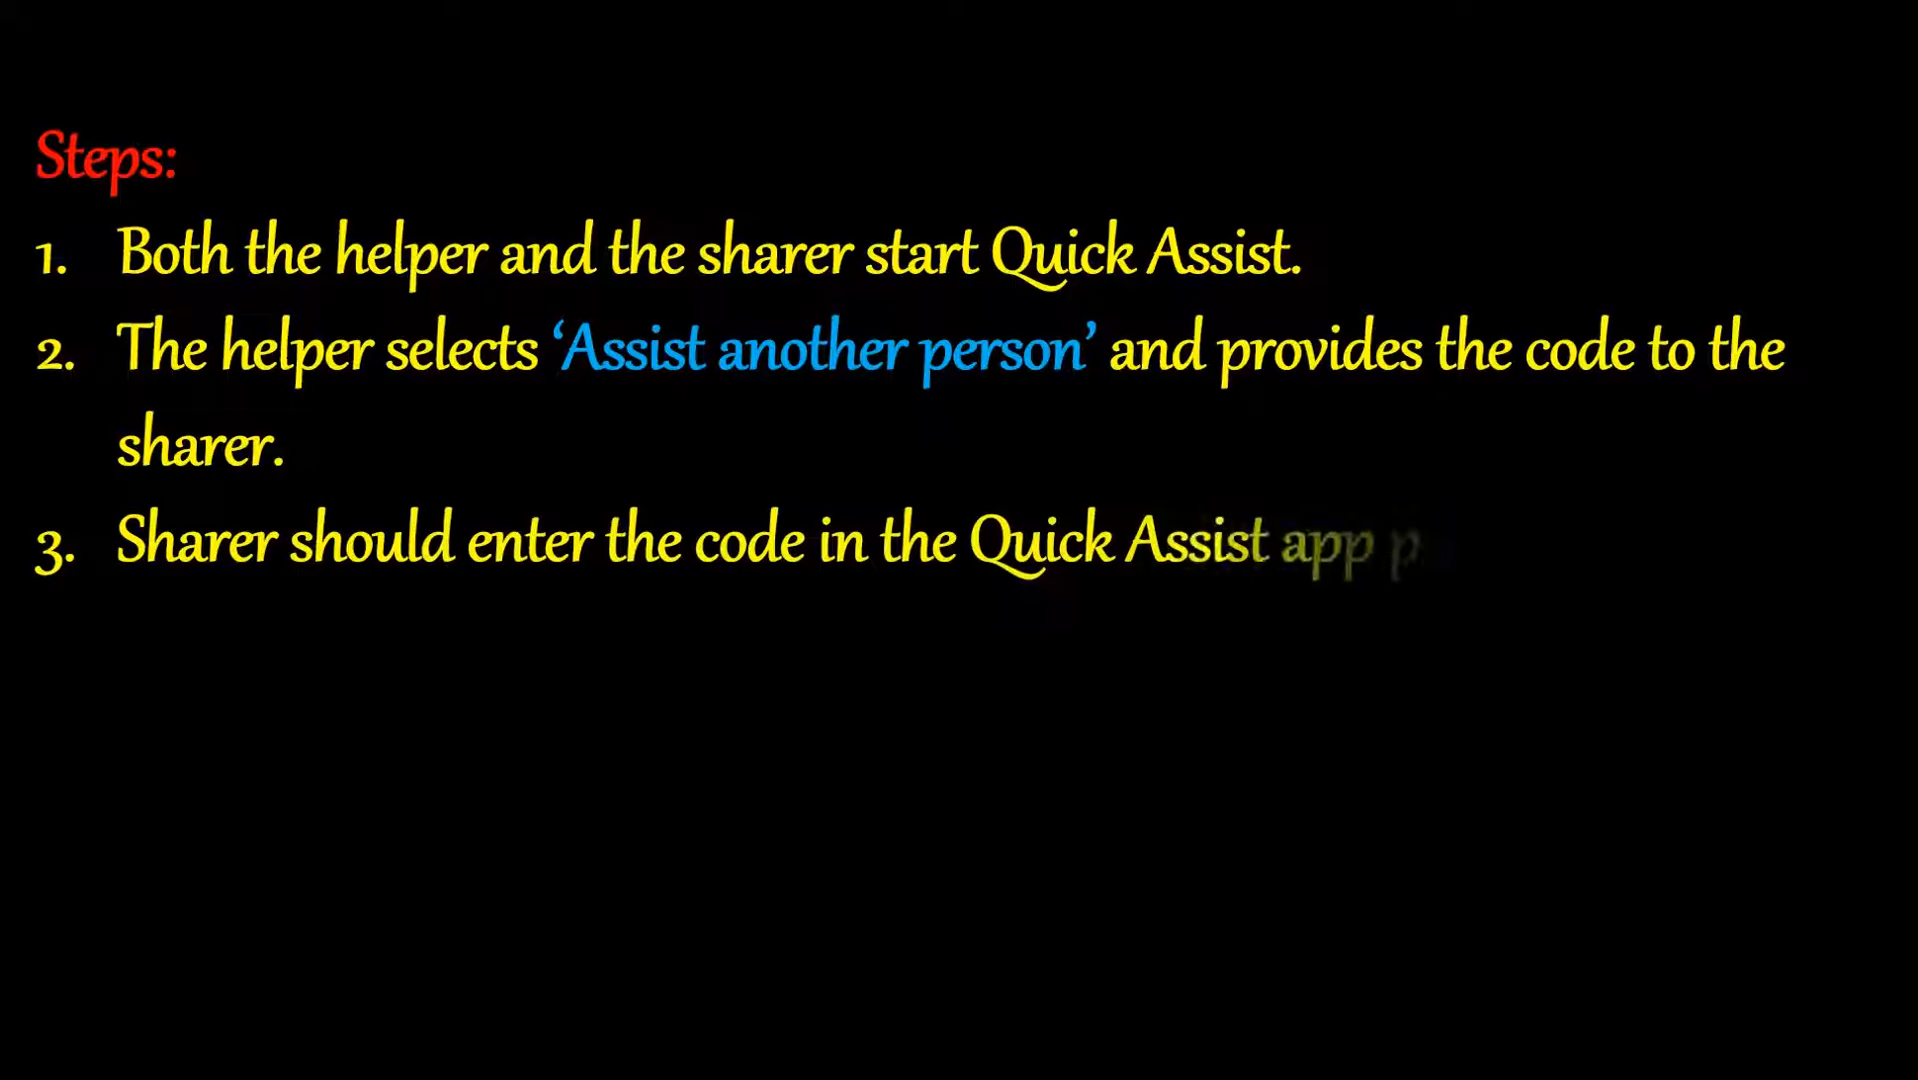 Steps:
1. Both the helper and the sharer start Quick Assist.
2. The helper selects ‘Assist another person’ and provides the code to the
sharer.
3. Sharer should enter the code in the Quick Assist app